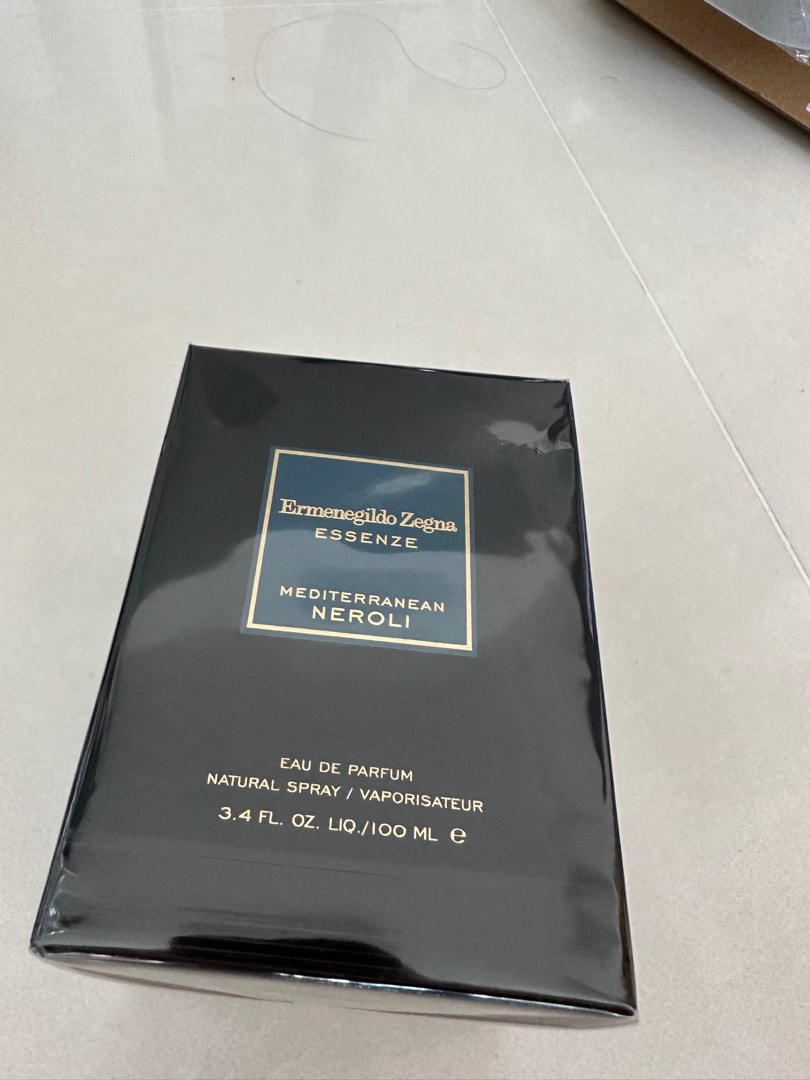 Ermenegildo Zegna
ESSENZE
MEDITERRANEAN
NEROLI
EAU DE PARFUM
NATURAL SPRAY / VAPORISATEUR
3.4 FL. OZ. LIQ./100 ML ℮